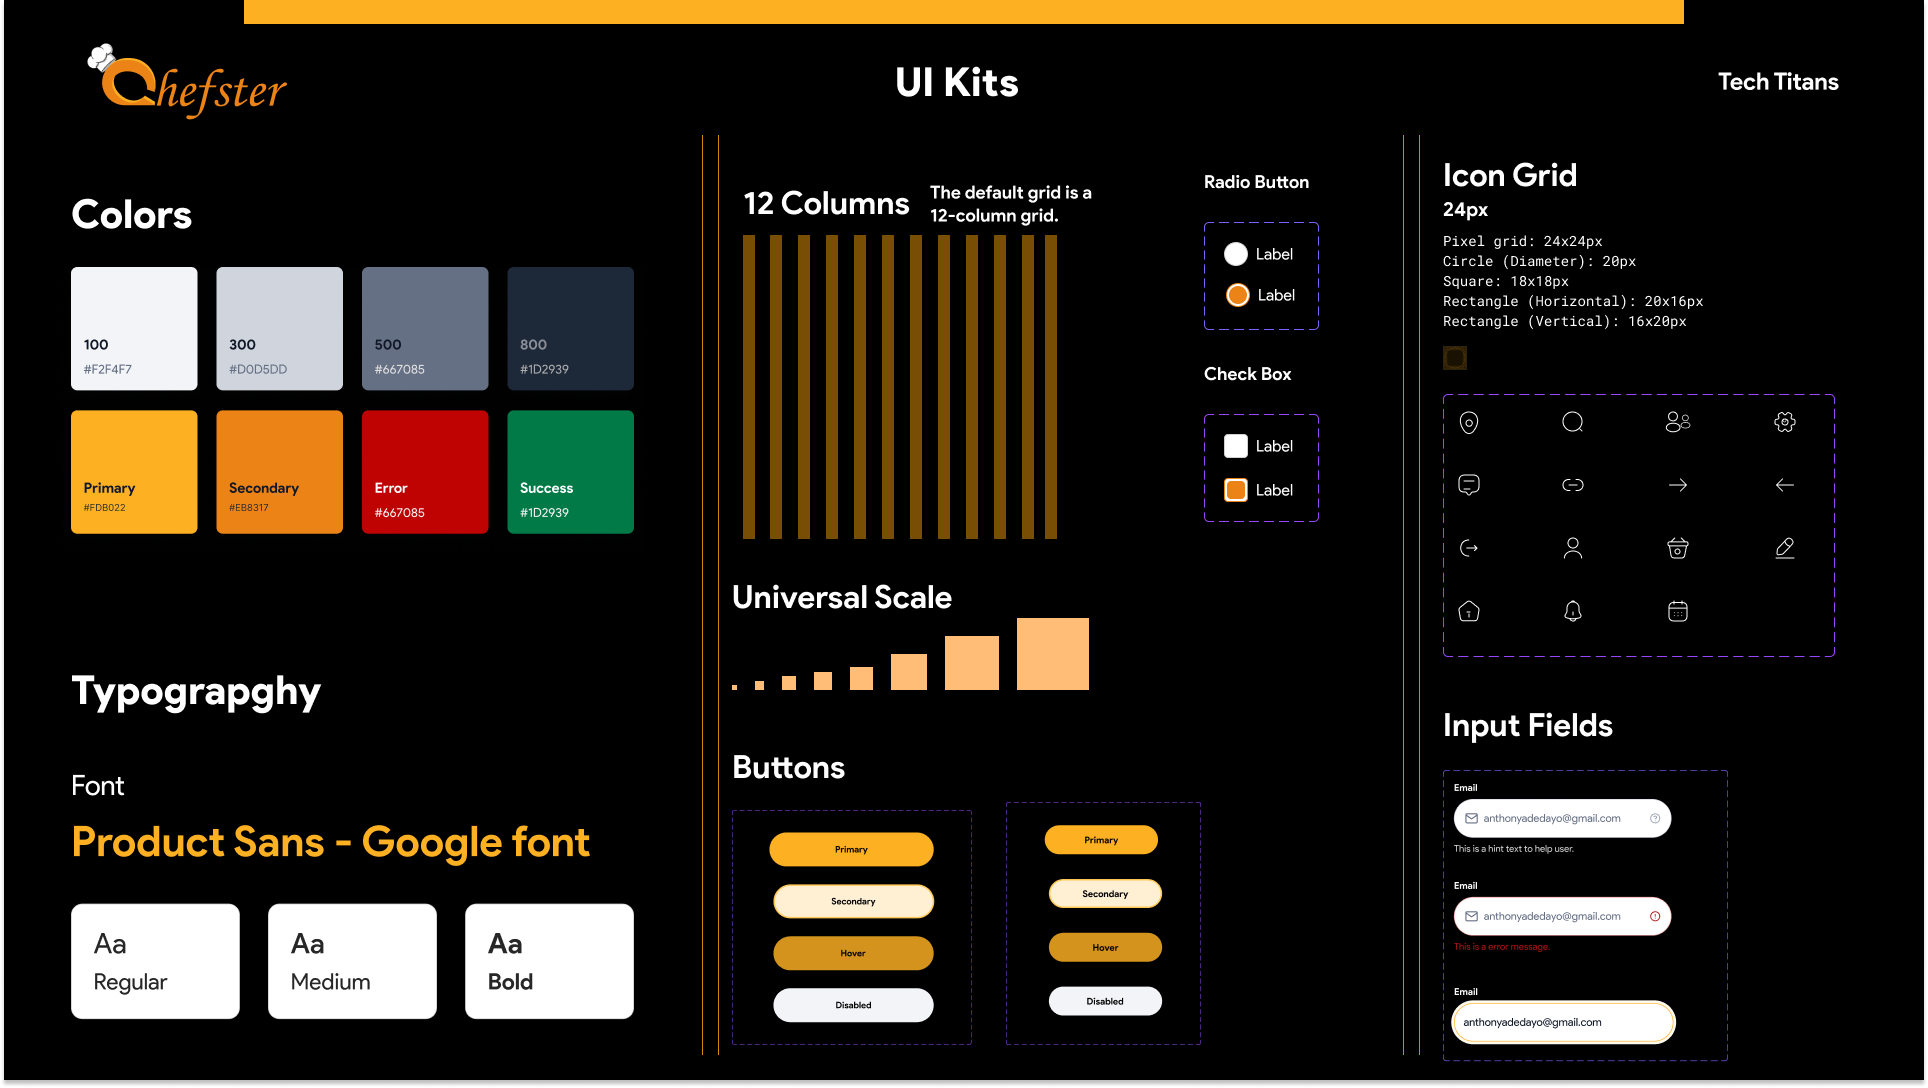 Chefster
UI Kits
Tech Titans
Colors
100
#F2F4F7
300
#D0D5DD
500
#667085
800
#1D2939
Primary
#FDB022
Secondary
#EB8317
Error
#667085
Success
#1D2939
Typograpghy
Font
Product Sans - Google font
Aa
Regular
Aa
Medium
Aa
Bold
12 Columns
The default grid is a
12-column grid.
Radio Button
Label
Label
Check Box
Label
Label
Universal Scale
Buttons
Primary
Secondary
Hover
Disabled
Primary
Secondary
Hover
Disabled
Icon Grid
24px
Pixel grid: 24x24px
Circle (Diameter): 20px
Square: 18x18px
Rectangle (Horizontal): 20x16px
Rectangle (Vertical): 16x20px
Input Fields
Email
anthonyadedayo@gmail.com
This is a hint text to help user.
Email
anthonyadedayo@gmail.com
This is a error message.
Email
anthonyadedayo@gmail.com